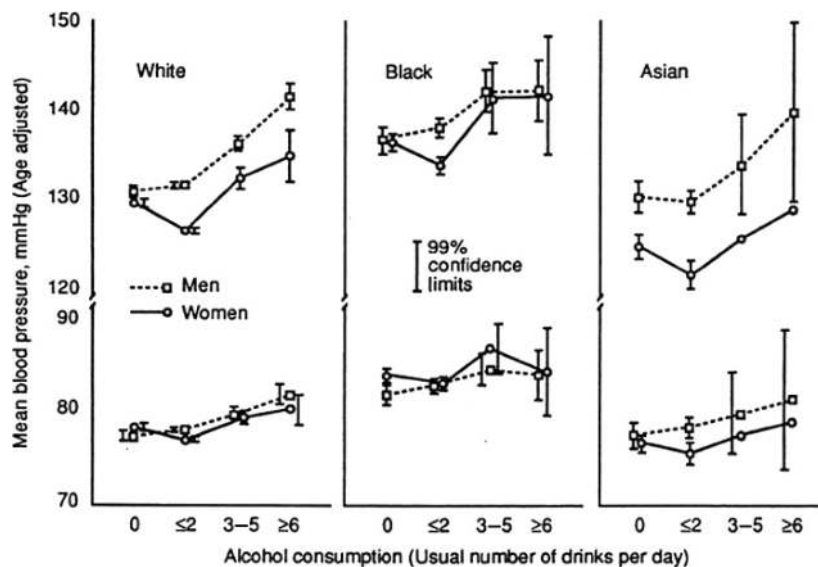 Mean blood pressure, mmHg (Age adjusted)
150
140
130
120
90
80
70
White
Black
Asian
Men
Women
99%
confidence
limits
0 ≤2 3–5 ≥6
0 ≤2 3–5 ≥6
0 ≤2 3–5 ≥6
Alcohol consumption (Usual number of drinks per day)